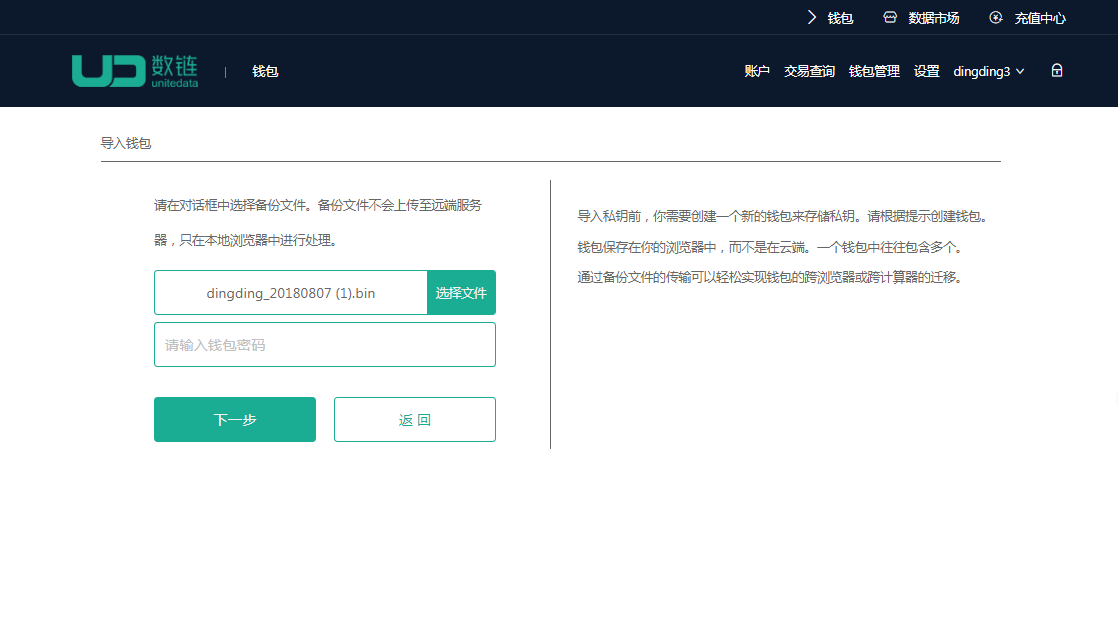 钱包 数据市场 充值中心
数链
unitedata
钱包 账户 交易查询 钱包管理 设置 dingding3
导入钱包
请在对话框中选择备份文件。备份文件不会上传至远端服务
器，只在本地浏览器中进行处理。
dingding_20180807 (1).bin 选择文件
请输入钱包密码
下一步 返 回
导入私钥前，你需要创建一个新的钱包来存储私钥。请根据提示创建钱包。
钱包保存在你的浏览器中，而不是在云端。一个钱包中往往包含多个。
通过备份文件的传输可以轻松实现钱包的跨浏览器或跨计算器的迁移。